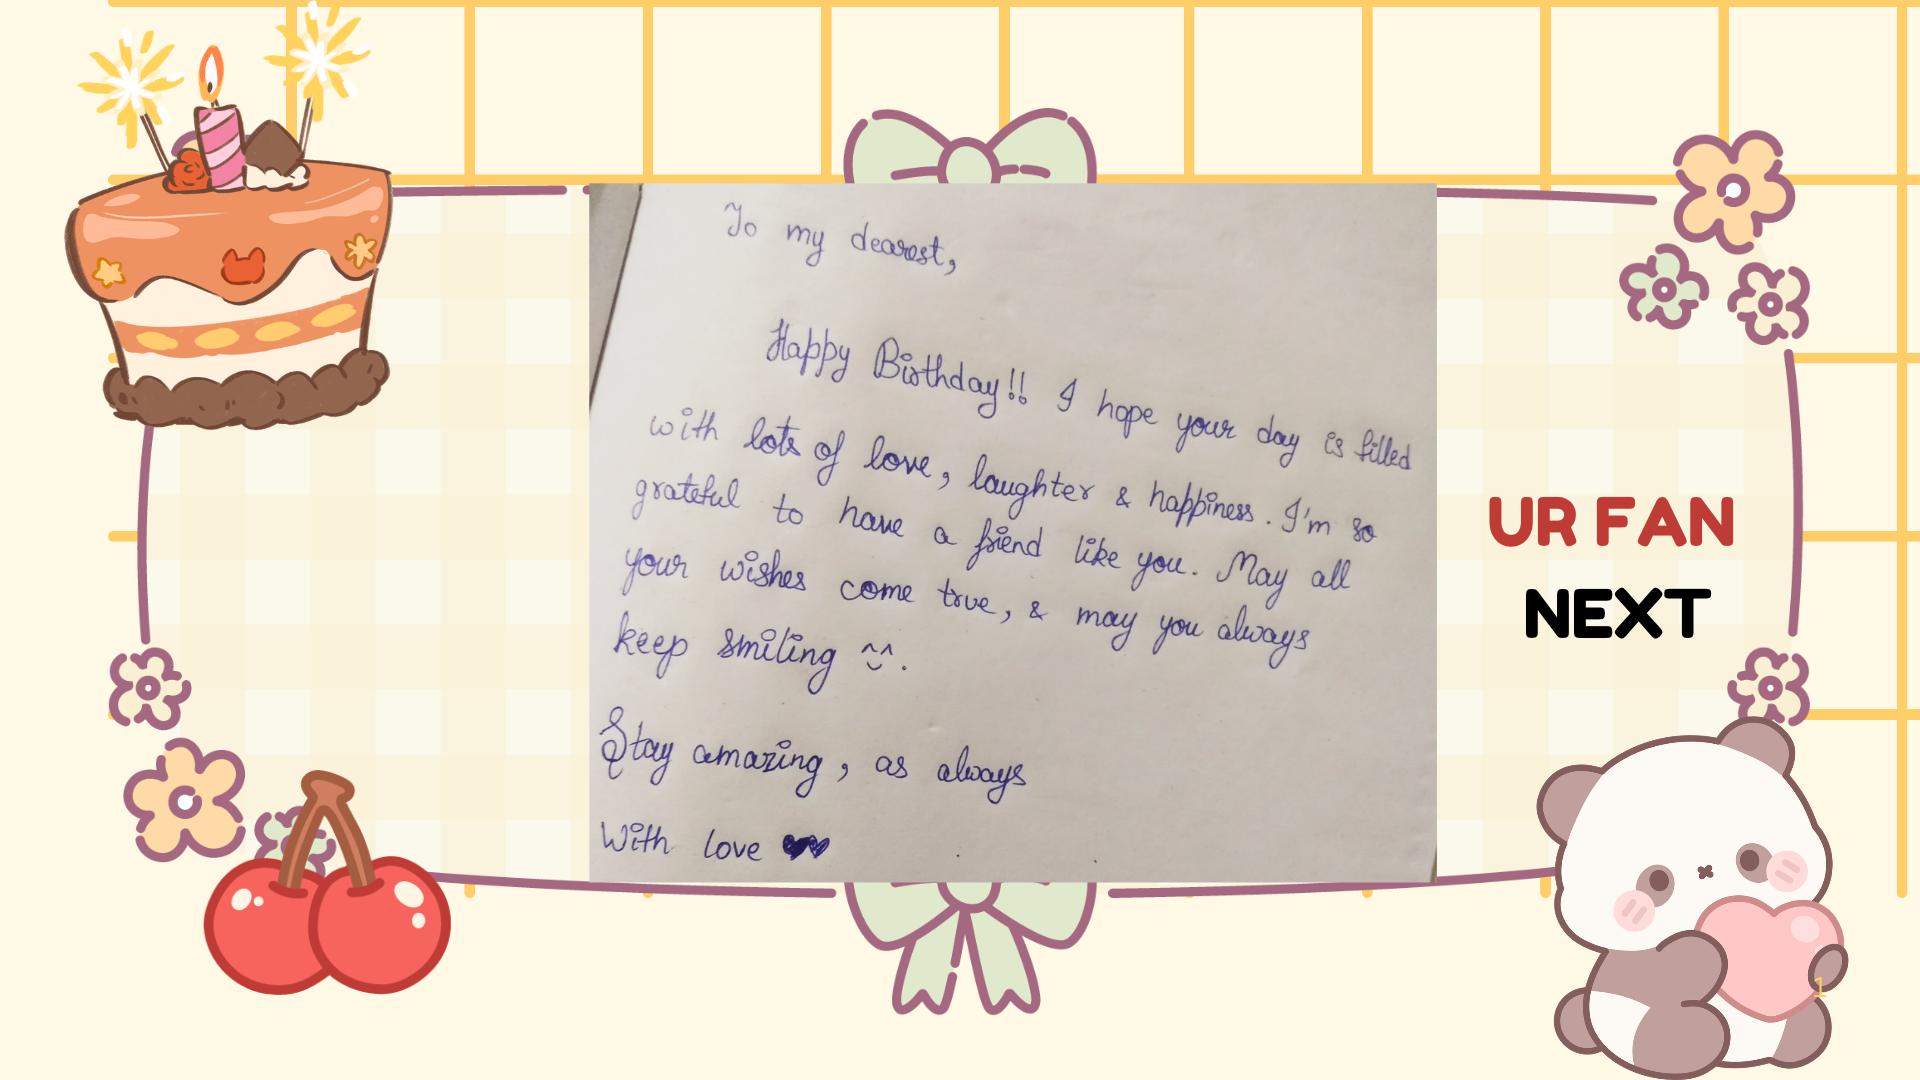 To my dearest,
Happy Birthday!! I hope your day is filled
with lots of love, laughter & happiness. I'm so
grateful to have a friend like you. May all
your wishes come true, & may you always
keep smiling ^‿^.
Stay amazing, as always
With love ♥♥
UR FAN
NEXT
1